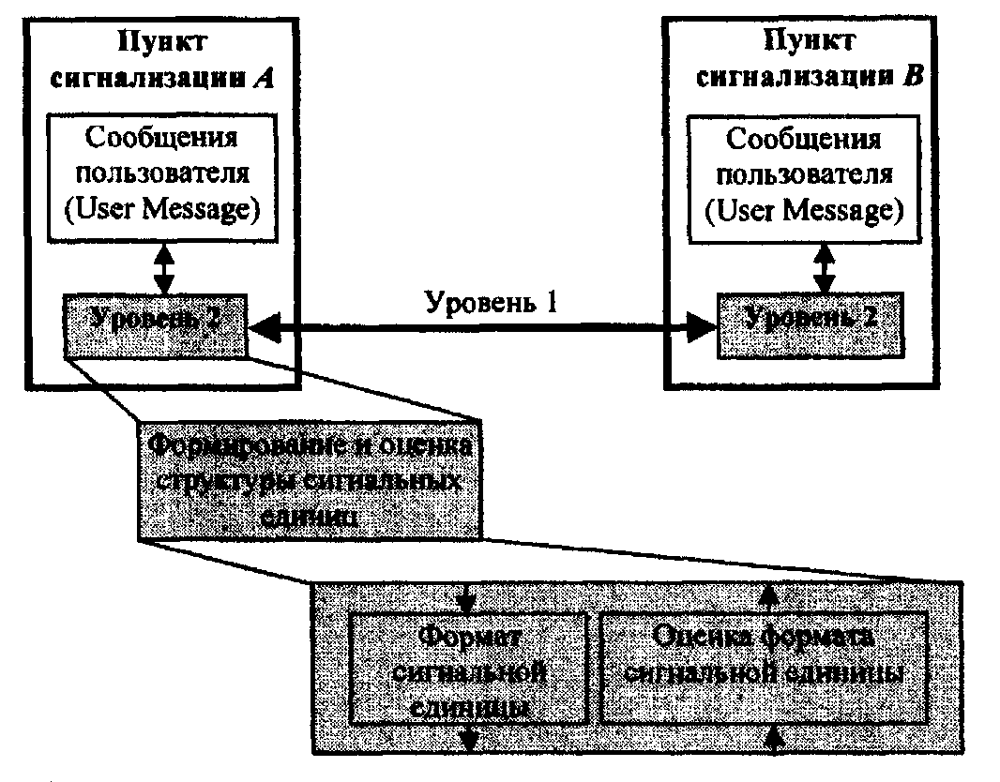 Пункт
сигнализации A
Сообщения
пользователя
(User Message)
Уровень 2
Уровень 1
Пункт
сигнализации B
Сообщения
пользователя
(User Message)
Уровень 2
Формирование и оценка
структуры сигнальных
единиц
Формат
сигнальной
единицы
Оценка формата
сигнальной единицы